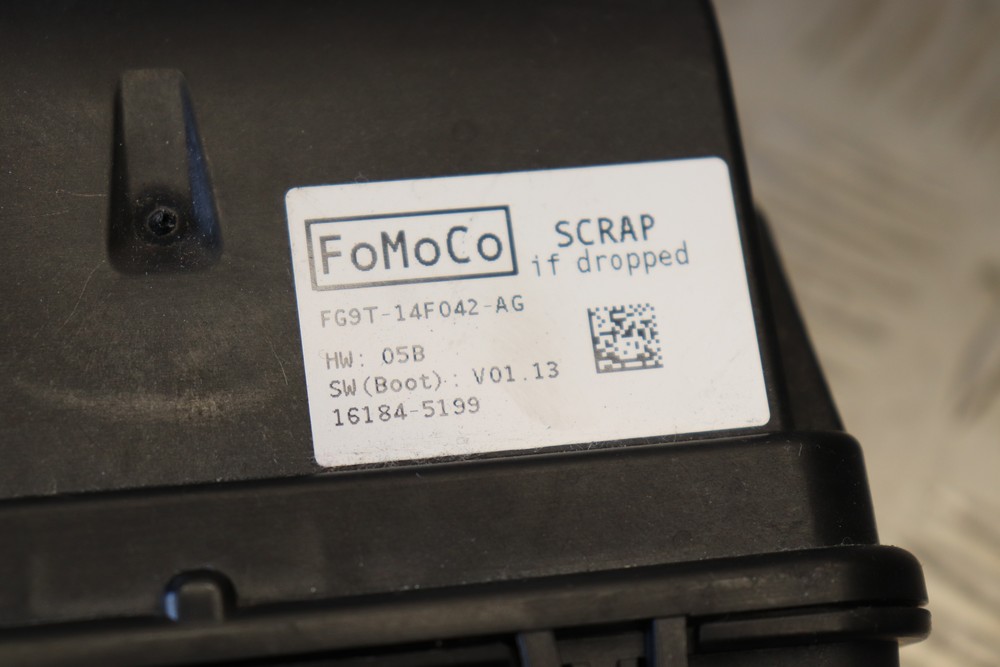 FoMoCo
SCRAP
if dropped
FG9T-14F042-AG
HW: 05B
SW(Boot): V01.13
16184-5199